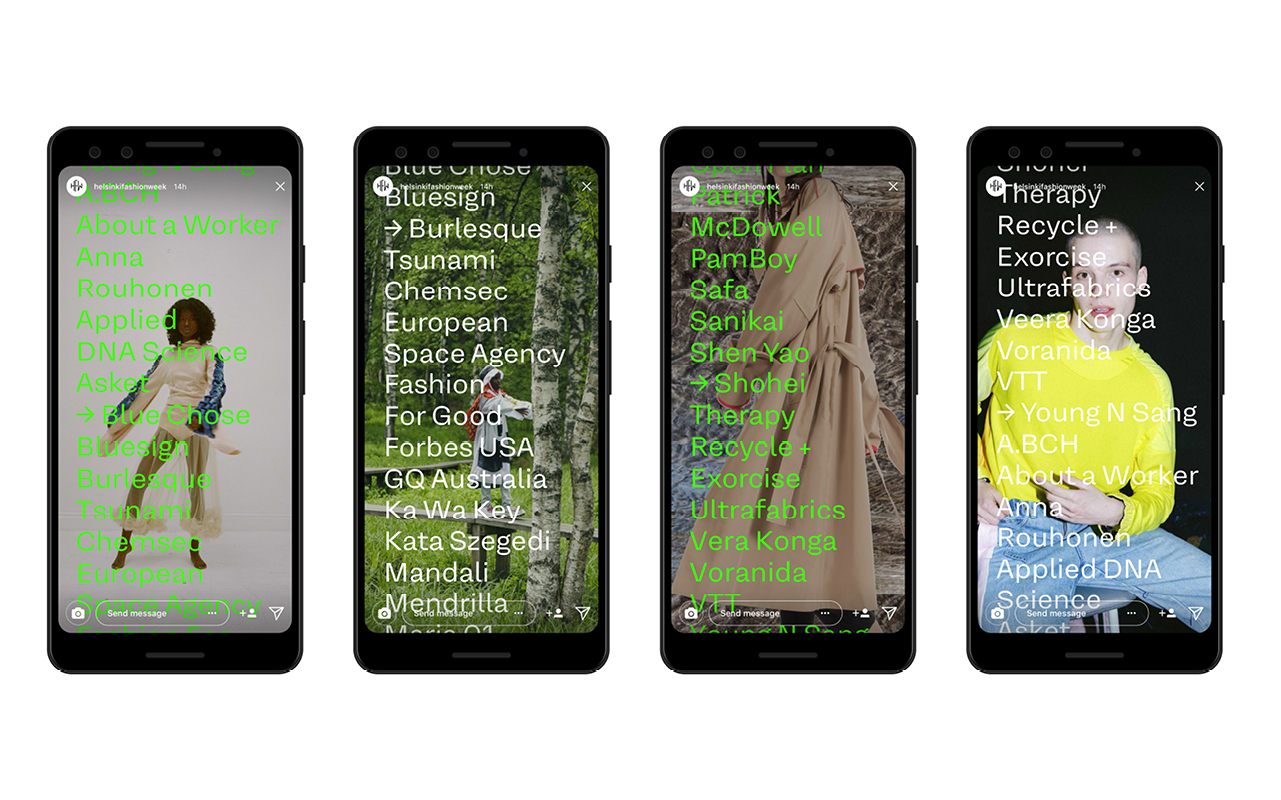 Young N Sang
helsinkifashionweek 14h
A.BCH
About a Worker
Anna
Rouhonen
Applied
DNA Science
Asket
→ Blue Chose
Bluesign
Burlesque
Tsunami
Chemsec
European
Space Agency
Send message
Fashion For
Blue Chose
helsinkifashionweek 14h
Bluesign
→ Burlesque
Tsunami
Chemsec
European
Space Agency
Fashion
For Good
Forbes USA
GQ Australia
Ka Wa Key
Kata Szegedi
Mandali
Mendrilla
Send message
Maria 01
Open Plan
helsinkifashionweek 14h
Patrick
McDowell
PamBoy
Safa
Sanikai
Shen Yao
→ Shohei
Therapy
Recycle +
Exorcise
Ultrafabrics
Vera Konga
Voranida
VTT
Send message
Young N Sang
Shohei
helsinkifashionweek 14h
Therapy
Recycle +
Exorcise
Ultrafabrics
Veera Konga
Voranida
VTT
→ Young N Sang
A.BCH
About a Worker
Anna
Rouhonen
Applied DNA
Science
Send message
Asket